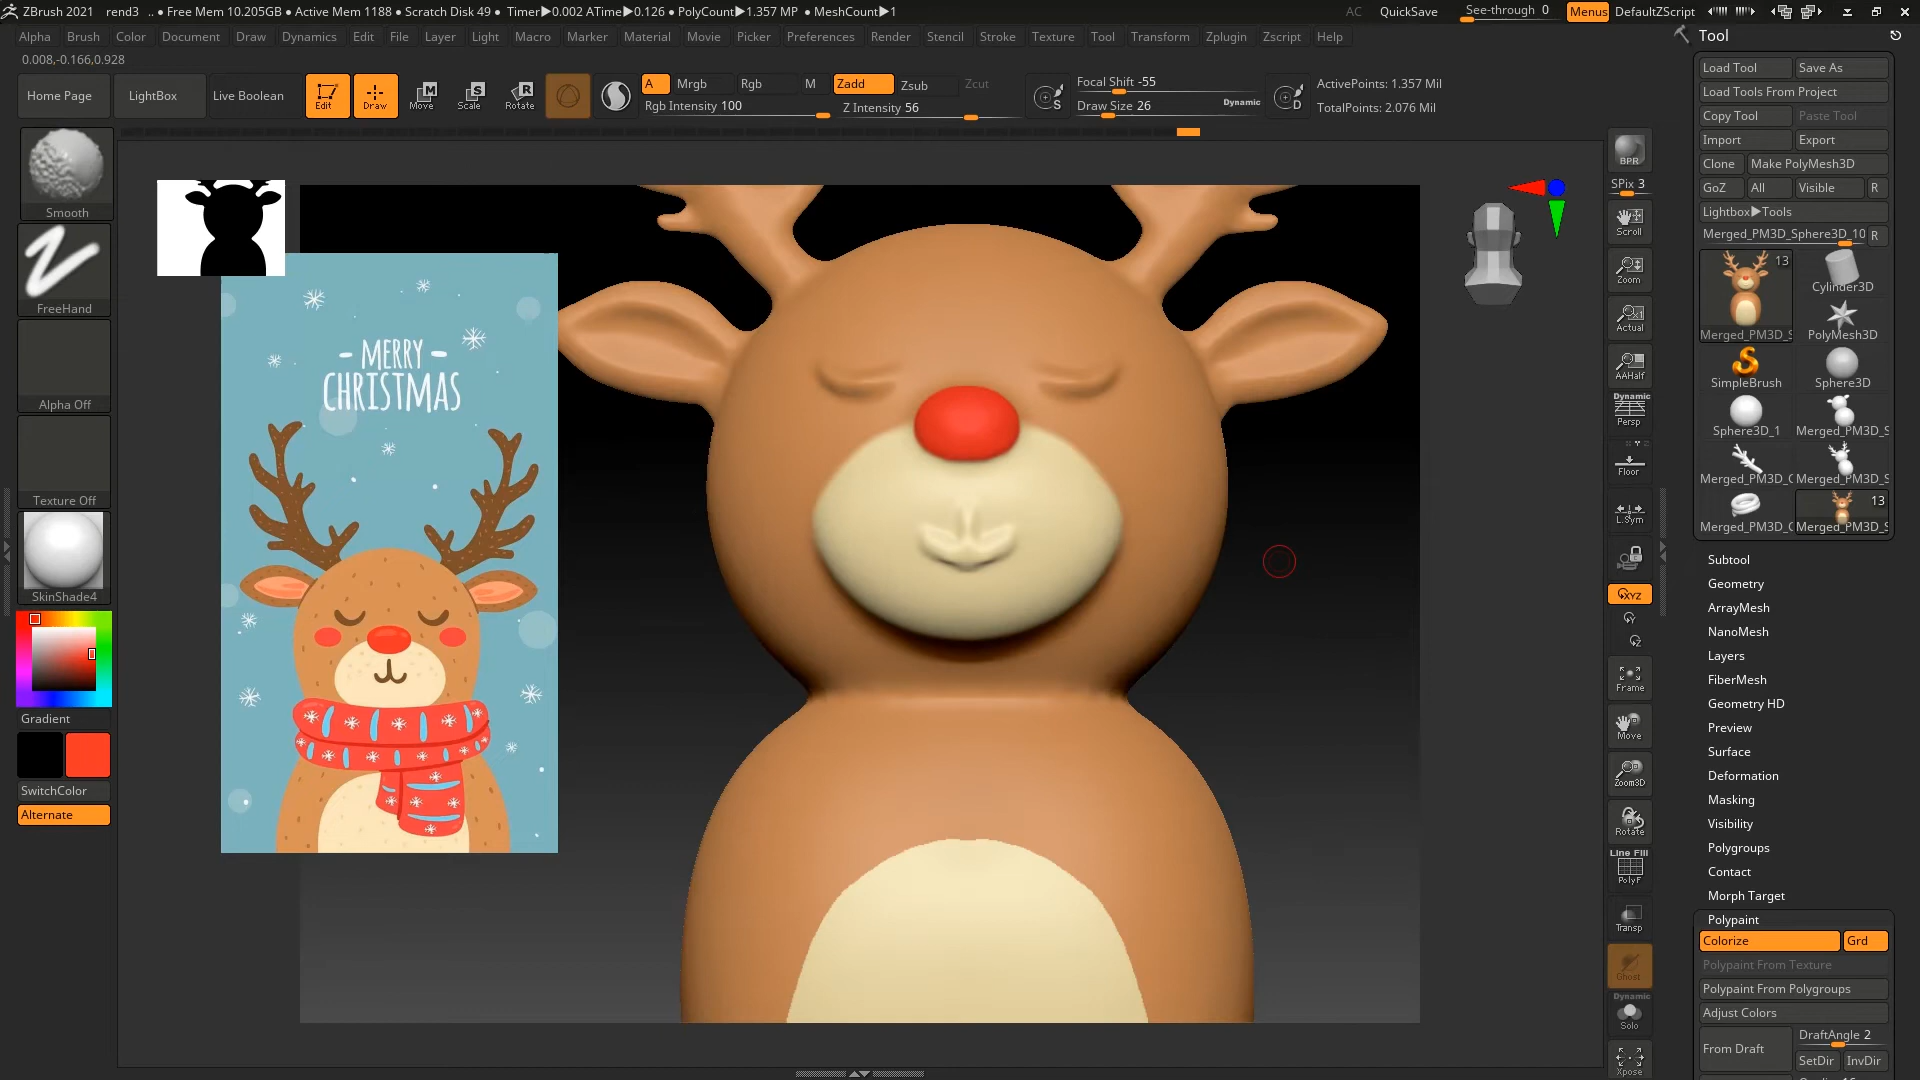 ZBrush 2021 rend3 .. • Free Mem 10.205GB • Active Mem 1188 • Scratch Disk 49 • Timer▶0.002 ATime▶0.126 • PolyCount▶1.357 MP • MeshCount▶1
AC QuickSave See-through 0 Menus DefaultZScript
Alpha Brush Color Document Draw Dynamics Edit File Layer Light Macro Marker Material Movie Picker Preferences Render Stencil Stroke Texture Tool Transform Zplugin Zscript Help
0.008,-0.166,0.928
Home Page LightBox Live Boolean Edit Draw Move Scale Rotate
A Mrgb Rgb M Zadd Zsub Zcut
Rgb Intensity 100 Z Intensity 56
S Focal Shift -55
Draw Size 26 Dynamic
D ActivePoints: 1.357 Mil
TotalPoints: 2.076 Mil
Smooth
FreeHand
Alpha Off
Texture Off
SkinShade4
Gradient
SwitchColor
Alternate
- MERRY -
CHRISTMAS
BPR
SPix 3
Scroll
Zoom
Actual
AAHalf
Dynamic
Persp
Floor
L.Sym
XYZ
Y
Z
Frame
Move
Zoom3D
Rotate
Line Fill
PolyF
Transp
Ghost
Dynamic
Solo
Xpose
Tool
Load Tool Save As
Load Tools From Project
Copy Tool Paste Tool
Import Export
Clone Make PolyMesh3D
GoZ All Visible R
Lightbox▶Tools
Merged_PM3D_Sphere3D_10 R
13
Cylinder3D
Merged_PM3D_S PolyMesh3D
SimpleBrush Sphere3D
Sphere3D_1 Merged_PM3D_S
Merged_PM3D_C Merged_PM3D_S
13
Merged_PM3D_C Merged_PM3D_S
Subtool
Geometry
ArrayMesh
NanoMesh
Layers
FiberMesh
Geometry HD
Preview
Surface
Deformation
Masking
Visibility
Polygroups
Contact
Morph Target
Polypaint
Colorize Grd
Polypaint From Texture
Polypaint From Polygroups
Adjust Colors
From Draft DraftAngle 2
SetDir InvDir